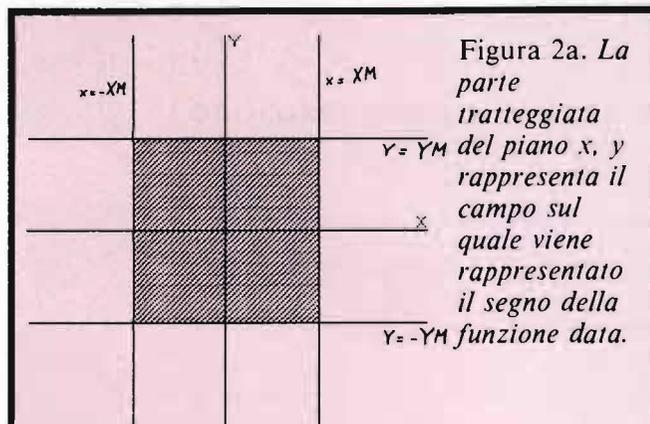 Y
x=-XM
x= XM
Y= YM
X
Y=-YM
Figura 2a. La
parte
tratteggiata
del piano x, y
rappresenta il
campo sul
quale viene
rappresentato
il segno della
funzione data.